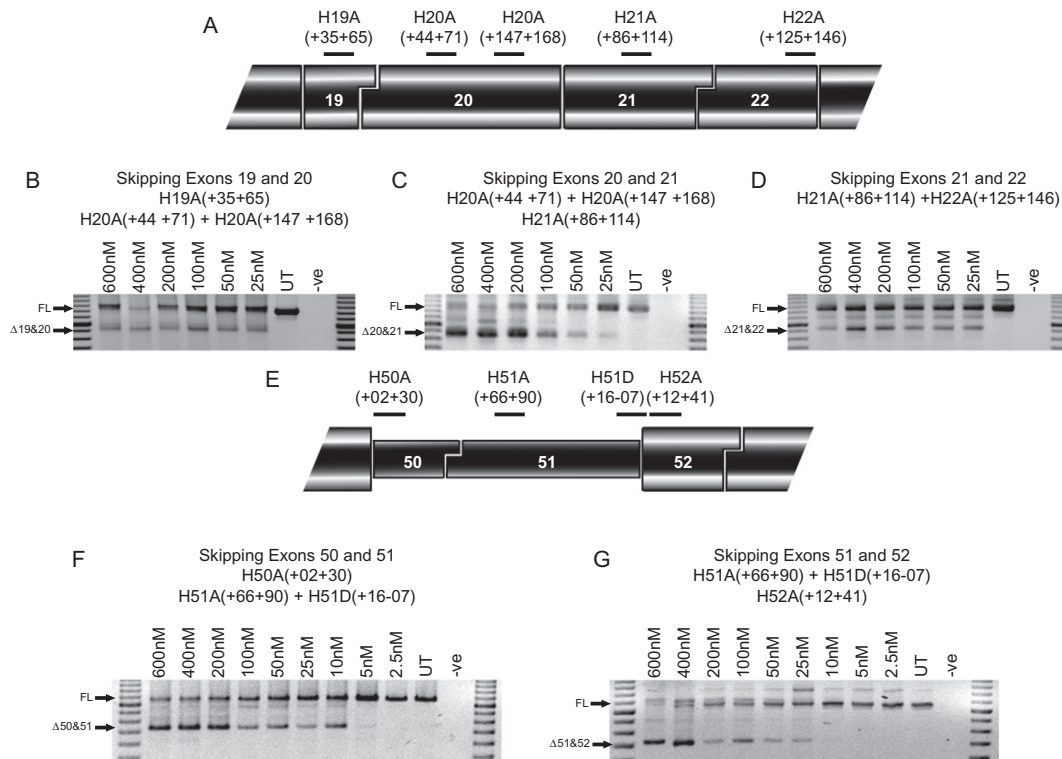 A
H19A H20A H20A H21A H22A
(+35+65) (+44+71) (+147+168) (+86+114) (+125+146)
19 20 21 22
B
Skipping Exons 19 and 20
H19A(+35+65)
H20A(+44 +71) + H20A(+147 +168)
600nM 400nM 200nM 100nM 50nM 25nM UT -ve
FL
Δ19&20
C
Skipping Exons 20 and 21
H20A(+44 +71) + H20A(+147 +168)
H21A(+86+114)
600nM 400nM 200nM 100nM 50nM 25nM UT -ve
FL
Δ20&21
D
Skipping Exons 21 and 22
H21A(+86+114) +H22A(+125+146)
600nM 400nM 200nM 100nM 50nM 25nM UT -ve
FL
Δ21&22
E
H50A H51A H51D H52A
(+02+30) (+66+90) (+16-07) (+12+41)
50 51 52
F
Skipping Exons 50 and 51
H50A(+02+30)
H51A(+66+90) + H51D(+16-07)
600nM 400nM 200nM 100nM 50nM 25nM 10nM 5nM 2.5nM UT -ve
FL
Δ50&51
G
Skipping Exons 51 and 52
H51A(+66+90) + H51D(+16-07)
H52A(+12+41)
600nM 400nM 200nM 100nM 50nM 25nM 10nM 5nM 2.5nM UT -ve
FL
Δ51&52